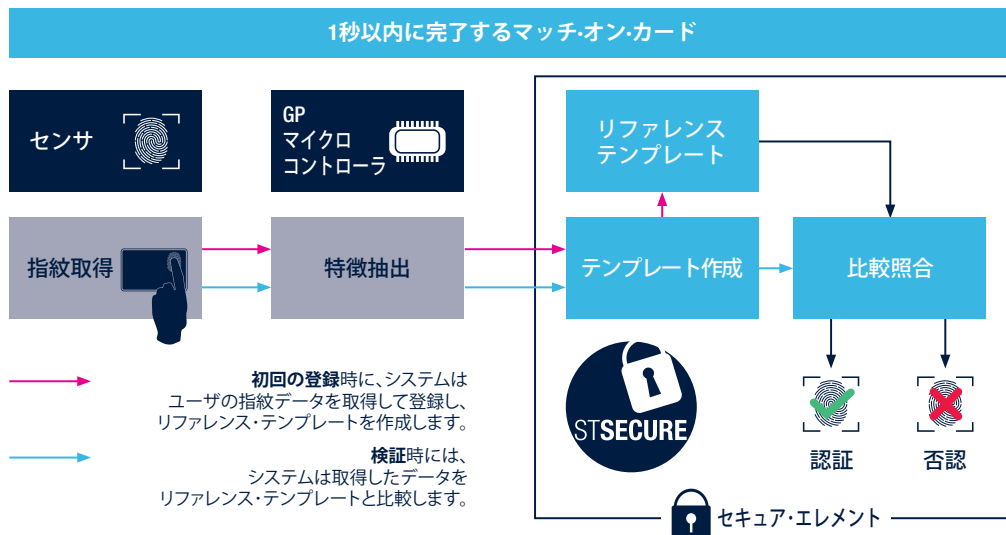 1秒以内に完了するマッチ・オン・カード
センサ
GP
マイクロ
コントローラ
リファレンス
テンプレート
指紋取得
特徴抽出
テンプレート作成
比較照合
初回の登録時に、システムは
ユーザの指紋データを取得して登録し、
リファレンス・テンプレートを作成します。
検証時には、
システムは取得したデータを
リファレンス・テンプレートと比較します。
STSECURE
認証
否認
セキュア・エレメント